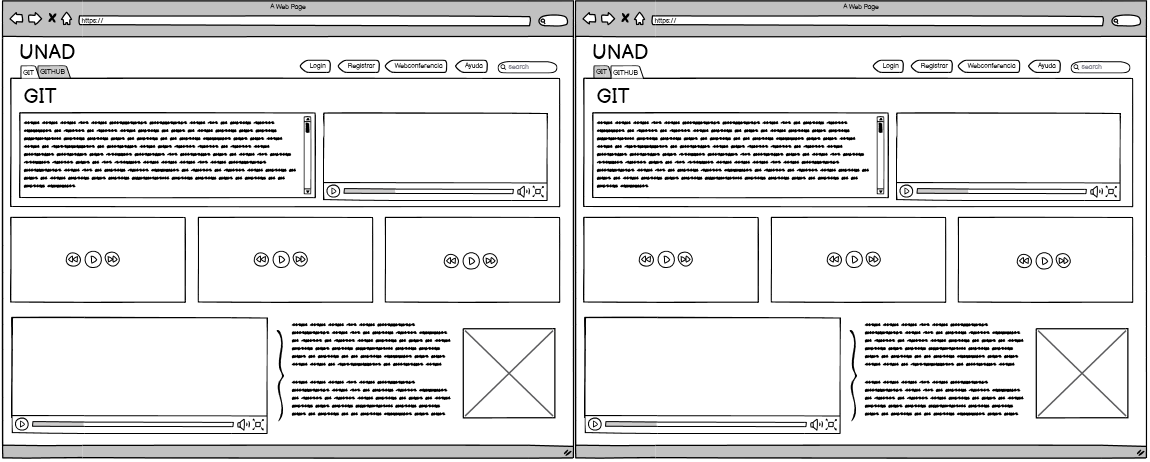 A Web Page
https://
UNAD
GIT GITHUB
Login Registrar Webconferencia Ayuda search
GIT
A Web Page
https://
UNAD
GIT GITHUB
Login Registrar Webconferencia Ayuda search
GIT